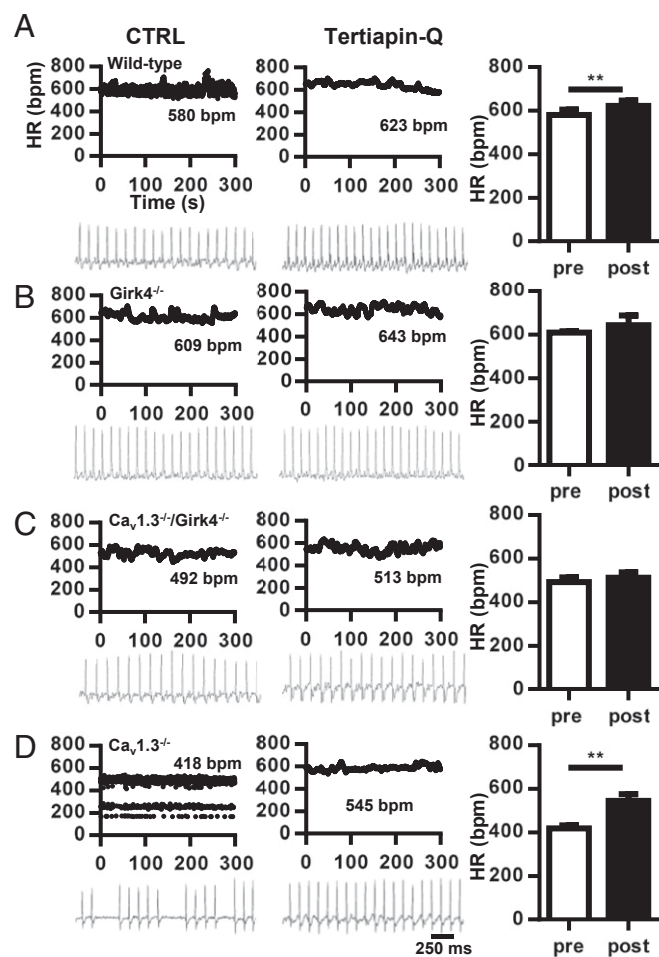 A
CTRL
Tertiapin-Q
HR (bpm)
800
600
400
200
0
Wild-type
580 bpm
0 100 200 300
Time (s)
800
600
400
200
0
623 bpm
0 100 200 300
HR (bpm)
800
600
400
200
0
**
pre post
B
800
600
400
200
0
Girk4-/-
609 bpm
0 100 200 300
800
600
400
200
0
643 bpm
0 100 200 300
HR (bpm)
800
600
400
200
0
pre post
C
800
600
400
200
0
Cav1.3-/-/Girk4-/-
492 bpm
0 100 200 300
800
600
400
200
0
513 bpm
0 100 200 300
HR (bpm)
800
600
400
200
0
pre post
D
800
600
400
200
0
Cav1.3-/-
418 bpm
0 100 200 300
800
600
400
200
0
545 bpm
0 100 200 300
250 ms
HR (bpm)
800
600
400
200
0
**
pre post